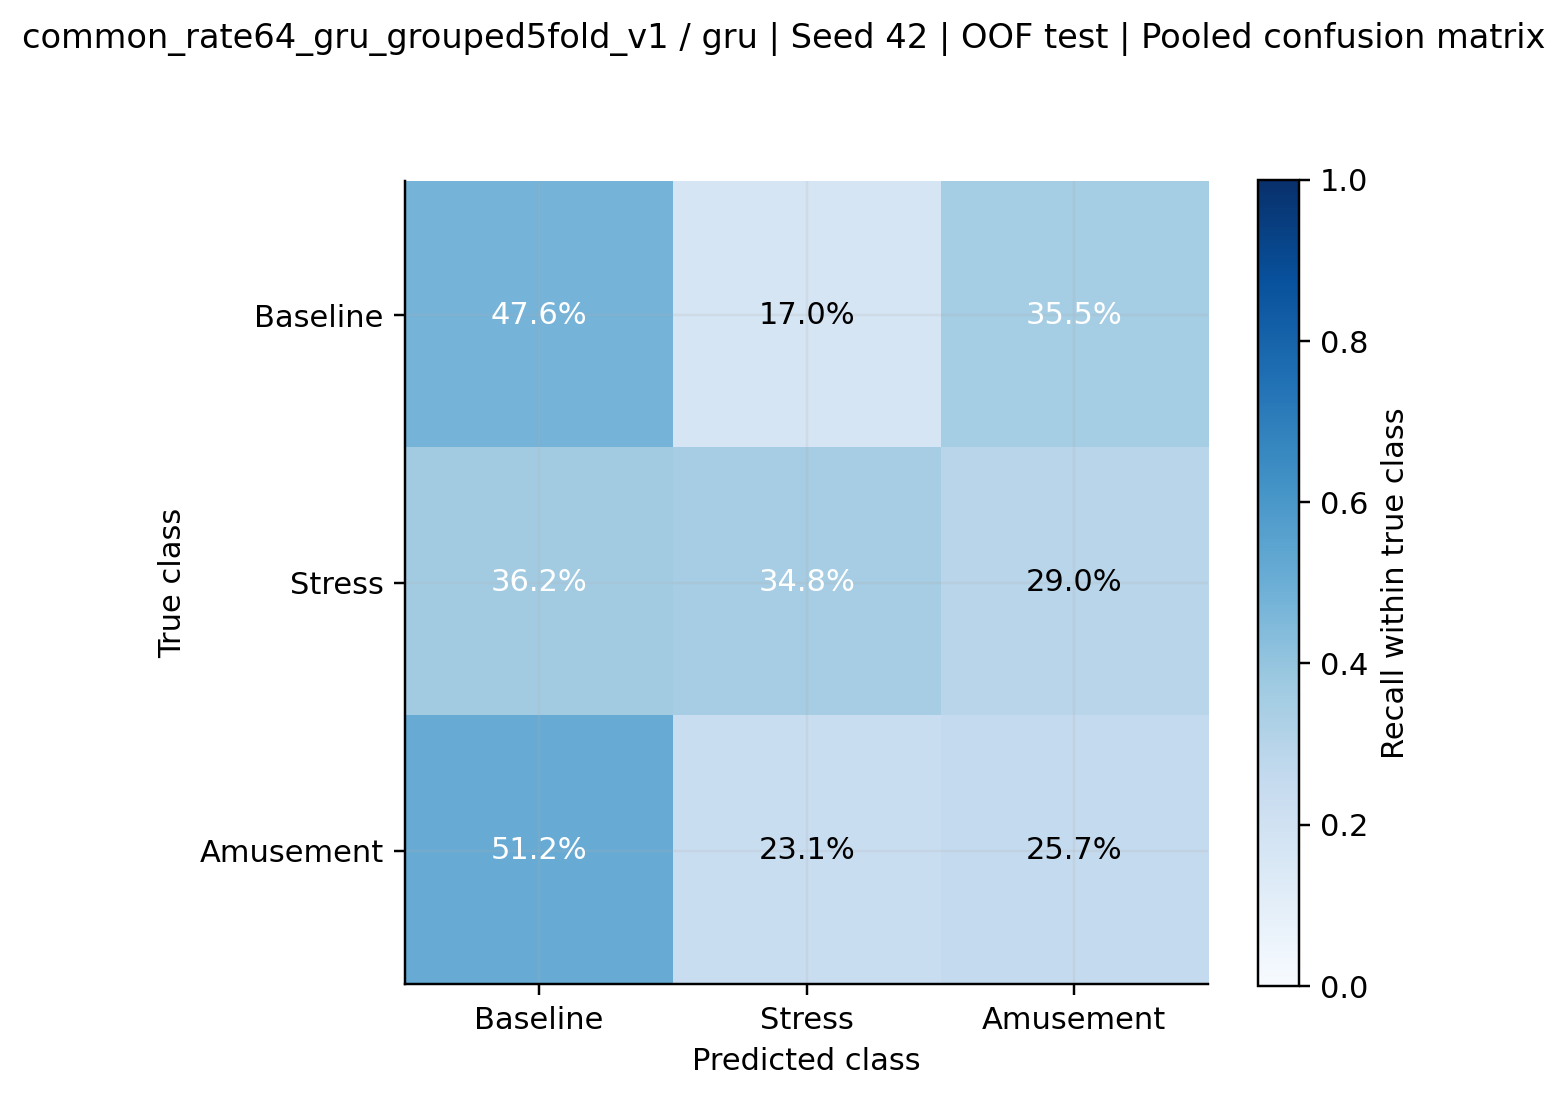 common_rate64_gru_grouped5fold_v1 / gru | Seed 42 | OOF test | Pooled confusion matrix
1.0
Baseline
47.6%
17.0%
35.5%
0.8
0.6
Stress
36.2%
34.8%
29.0%
0.4
Amusement
51.2%
23.1%
25.7%
0.2
0.0
True class
Recall within true class
Baseline
Stress
Amusement
Predicted class